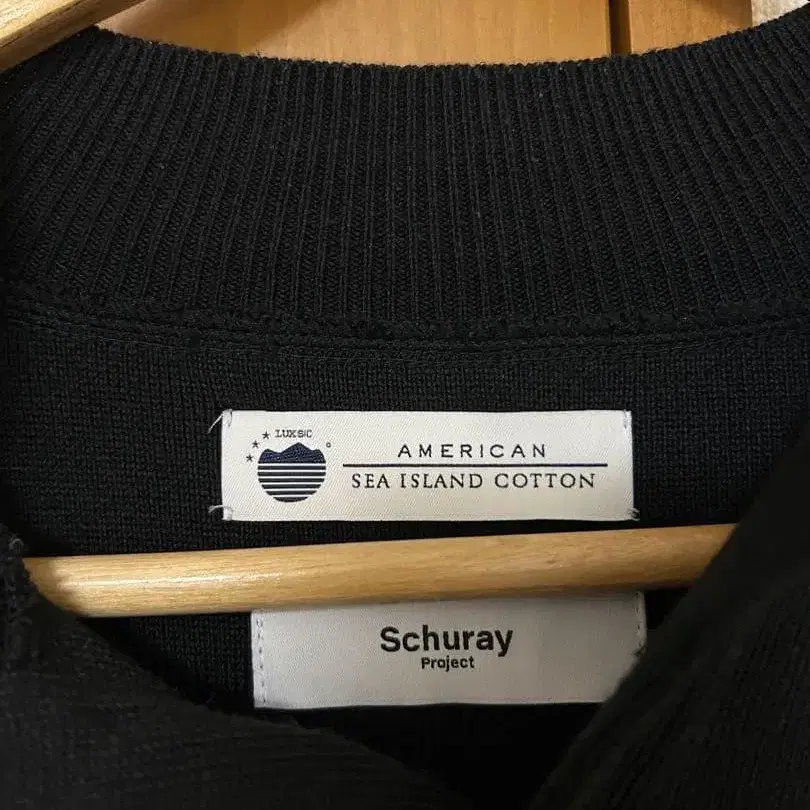 LUXSIC
AMERICAN
SEA ISLAND COTTON
Schuray
Project